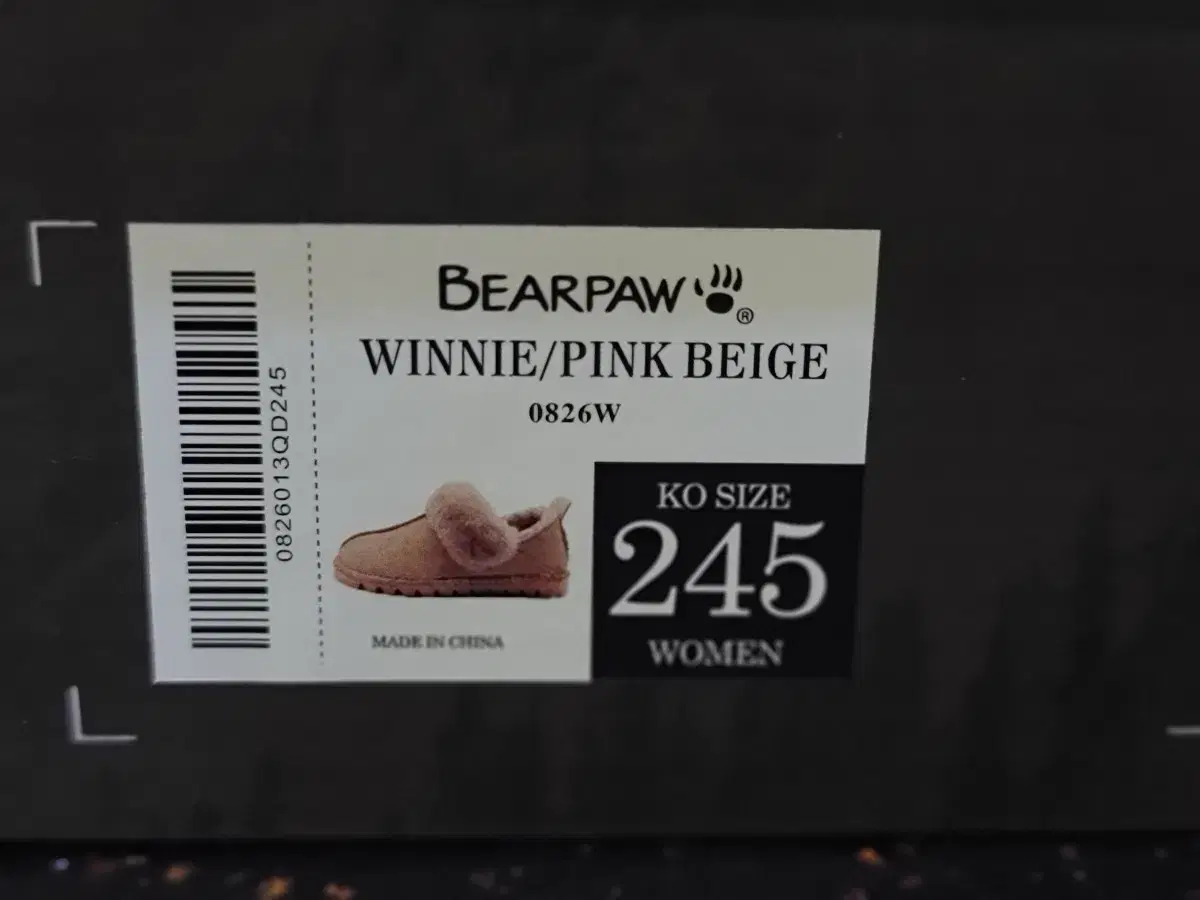 BEARPAW®
WINNIE/PINK BEIGE
0826W
0826013QD245
KO SIZE
245
WOMEN
MADE IN CHINA